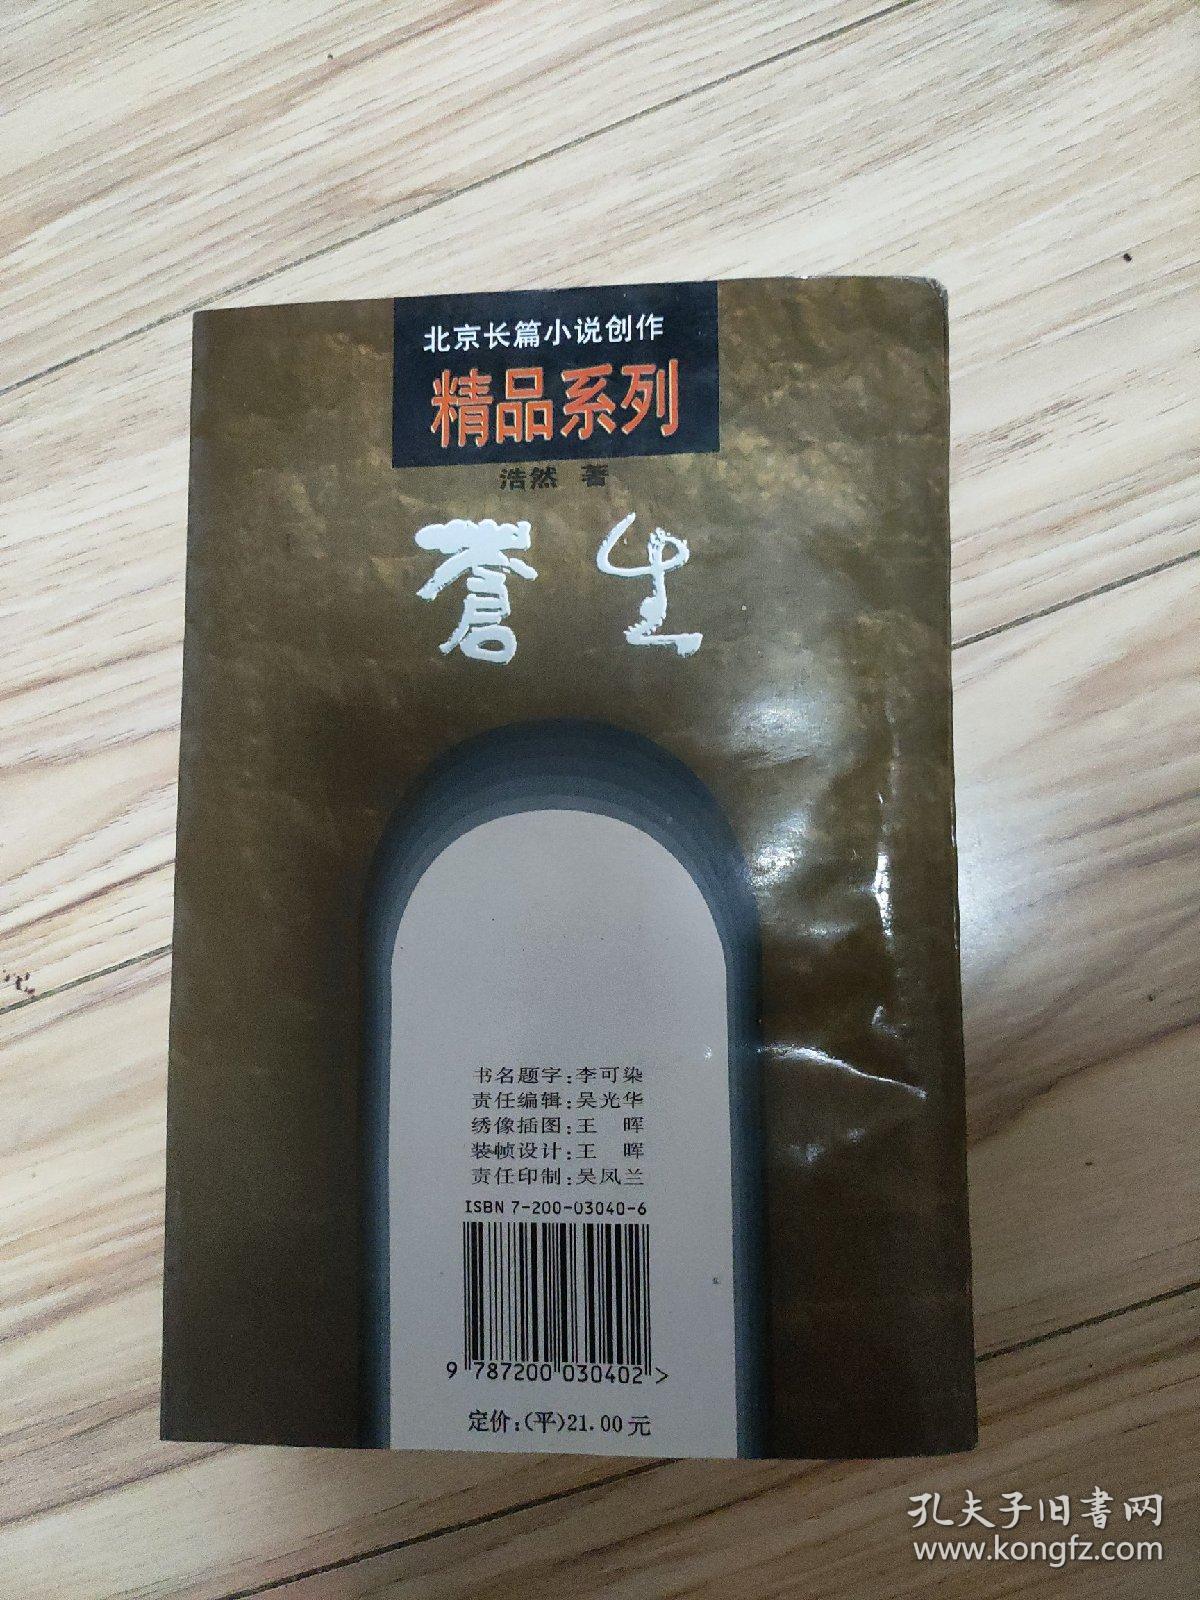 北京长篇小说创作
精品系列
浩然 著
蒼生
书名题字:李可染
责任编辑:吴光华
绣像插图:王 晖
装帧设计:王 晖
责任印制:吴凤兰
ISBN 7-200-03040-6
9 787200 030402 >
定价:(平)21.00元
孔夫子旧书网
www.kongfz.com